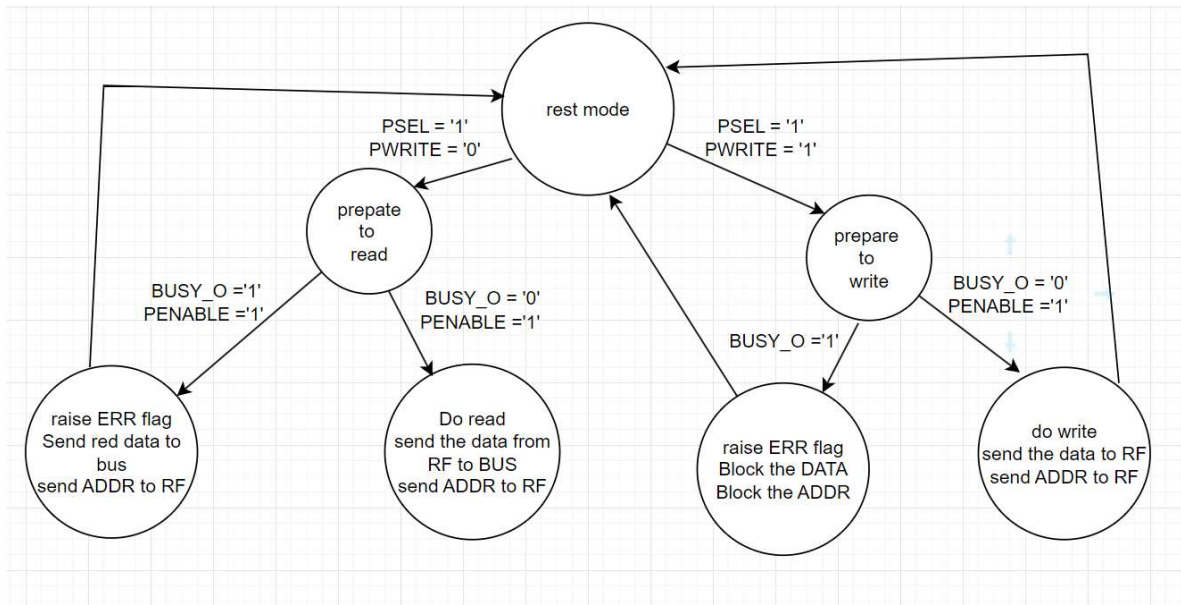 rest mode
PSEL = '1'
PWRITE = '0'
PSEL = '1'
PWRITE = '1'
prepate
to
read
prepare
to
write
BUSY_O ='1'
PENABLE ='1'
BUSY_O = '0'
PENABLE ='1'
BUSY_O ='1'
BUSY_O = '0'
PENABLE ='1'
raise ERR flag
Send red data to
bus
send ADDR to RF
Do read
send the data from
RF to BUS
send ADDR to RF
raise ERR flag
Block the DATA
Block the ADDR
do write
send the data to RF
send ADDR to RF